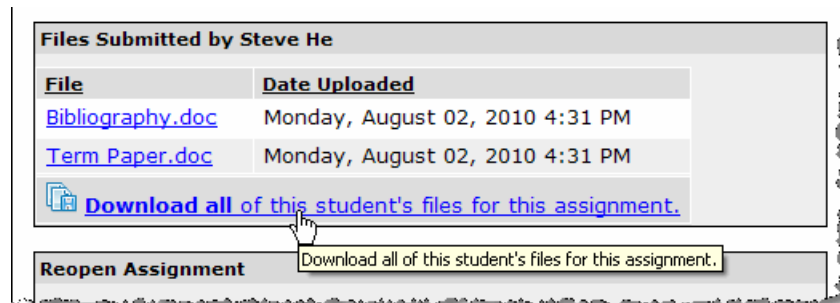 Files Submitted by Steve He
File Date Uploaded
Bibliography.doc Monday, August 02, 2010 4:31 PM
Term Paper.doc Monday, August 02, 2010 4:31 PM
Download all of this student's files for this assignment.
Download all of this student's files for this assignment.
Reopen Assignment